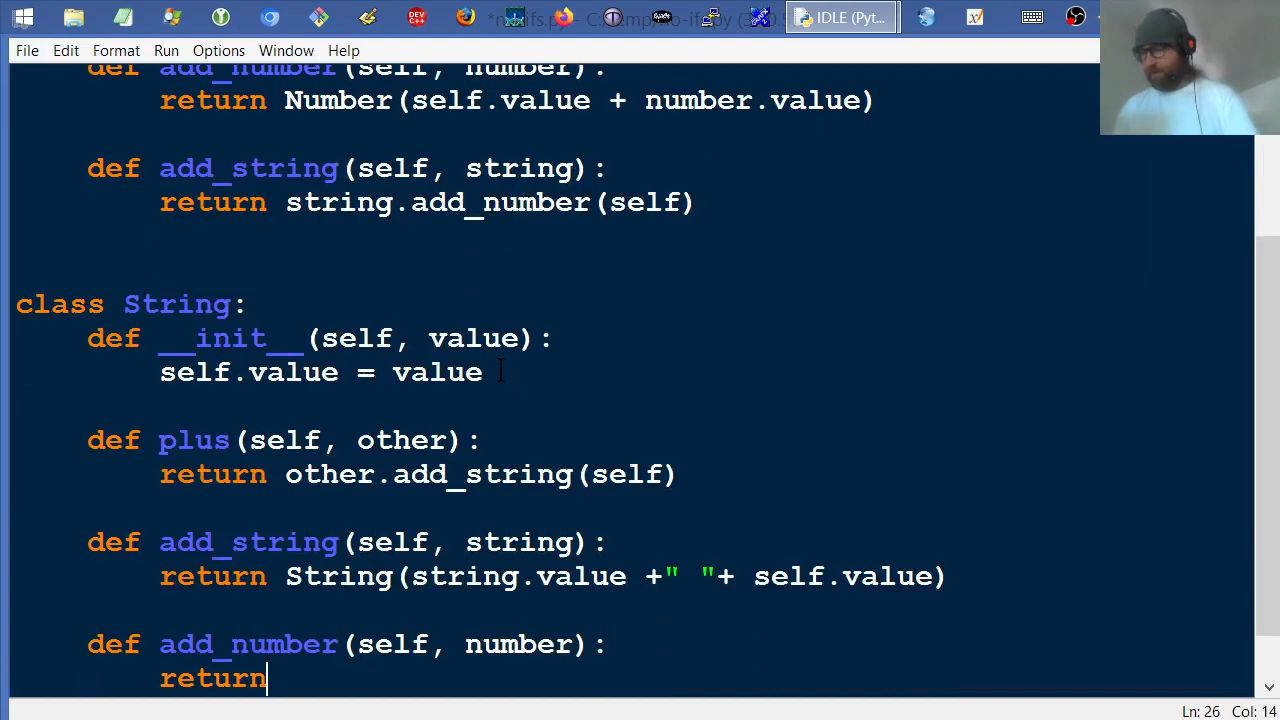 IDLE (Pyt...
File Edit Format Run Options Window Help
def add_number(self, number):
return Number(self.value + number.value)
def add_string(self, string):
return string.add_number(self)
class String:
def __init__(self, value):
self.value = value
def plus(self, other):
return other.add_string(self)
def add_string(self, string):
return String(string.value +" "+ self.value)
def add_number(self, number):
return
Ln: 26 Col: 14